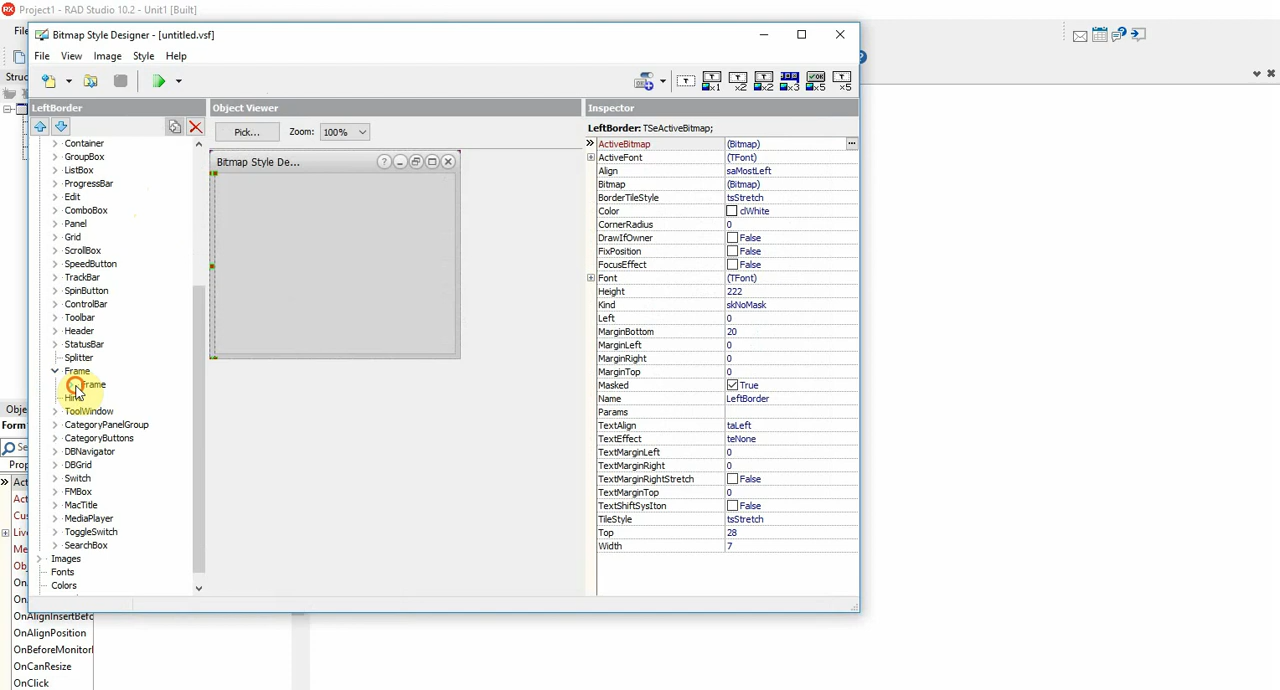 Project1 - RAD Studio 10.2 - Unit1 [Built]
Bitmap Style Designer - [untitled.vsf]
File View Image Style Help
LeftBorder
Object Viewer
Inspector
Pick...
Zoom: 100%
LeftBorder: TSeActiveBitmap;
Bitmap Style De...
Container
GroupBox
ListBox
ProgressBar
Edit
ComboBox
Panel
Grid
ScrollBox
SpeedButton
TrackBar
SpinButton
ControlBar
Toolbar
Header
StatusBar
Splitter
Frame
Frame
ToolWindow
CategoryPanelGroup
CategoryButtons
DBNavigator
DBGrid
Switch
FMBox
MacTitle
MediaPlayer
ToggleSwitch
SearchBox
Images
Fonts
Colors
ActiveBitmap (Bitmap)
ActiveFont (TFont)
Align saMostLeft
Bitmap (Bitmap)
BorderTileStyle tsStretch
Color clWhite
CornerRadius 0
DrawIfOwner False
FixPosition False
FocusEffect False
Font (TFont)
Height 222
Kind skNoMask
Left 0
MarginBottom 20
MarginLeft 0
MarginRight 0
MarginTop 0
Masked True
Name LeftBorder
Params
TextAlign taLeft
TextEffect teNone
TextMarginLeft 0
TextMarginRight 0
TextMarginRightStretch False
TextMarginTop 0
TextShiftSysIton False
TileStyle tsStretch
Top 28
Width 7
OnAlignPosition
OnBeforeMonitor
OnCanResize
OnClick